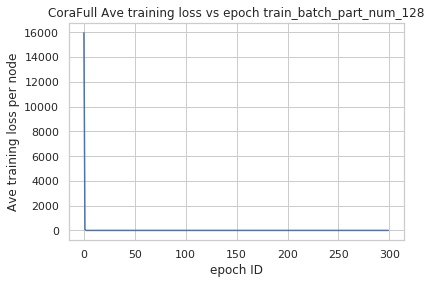 CoraFull Ave training loss vs epoch train_batch_part_num_128
Ave training loss per node
16000
14000
12000
10000
8000
6000
4000
2000
0
0 50 100 150 200 250 300
epoch ID